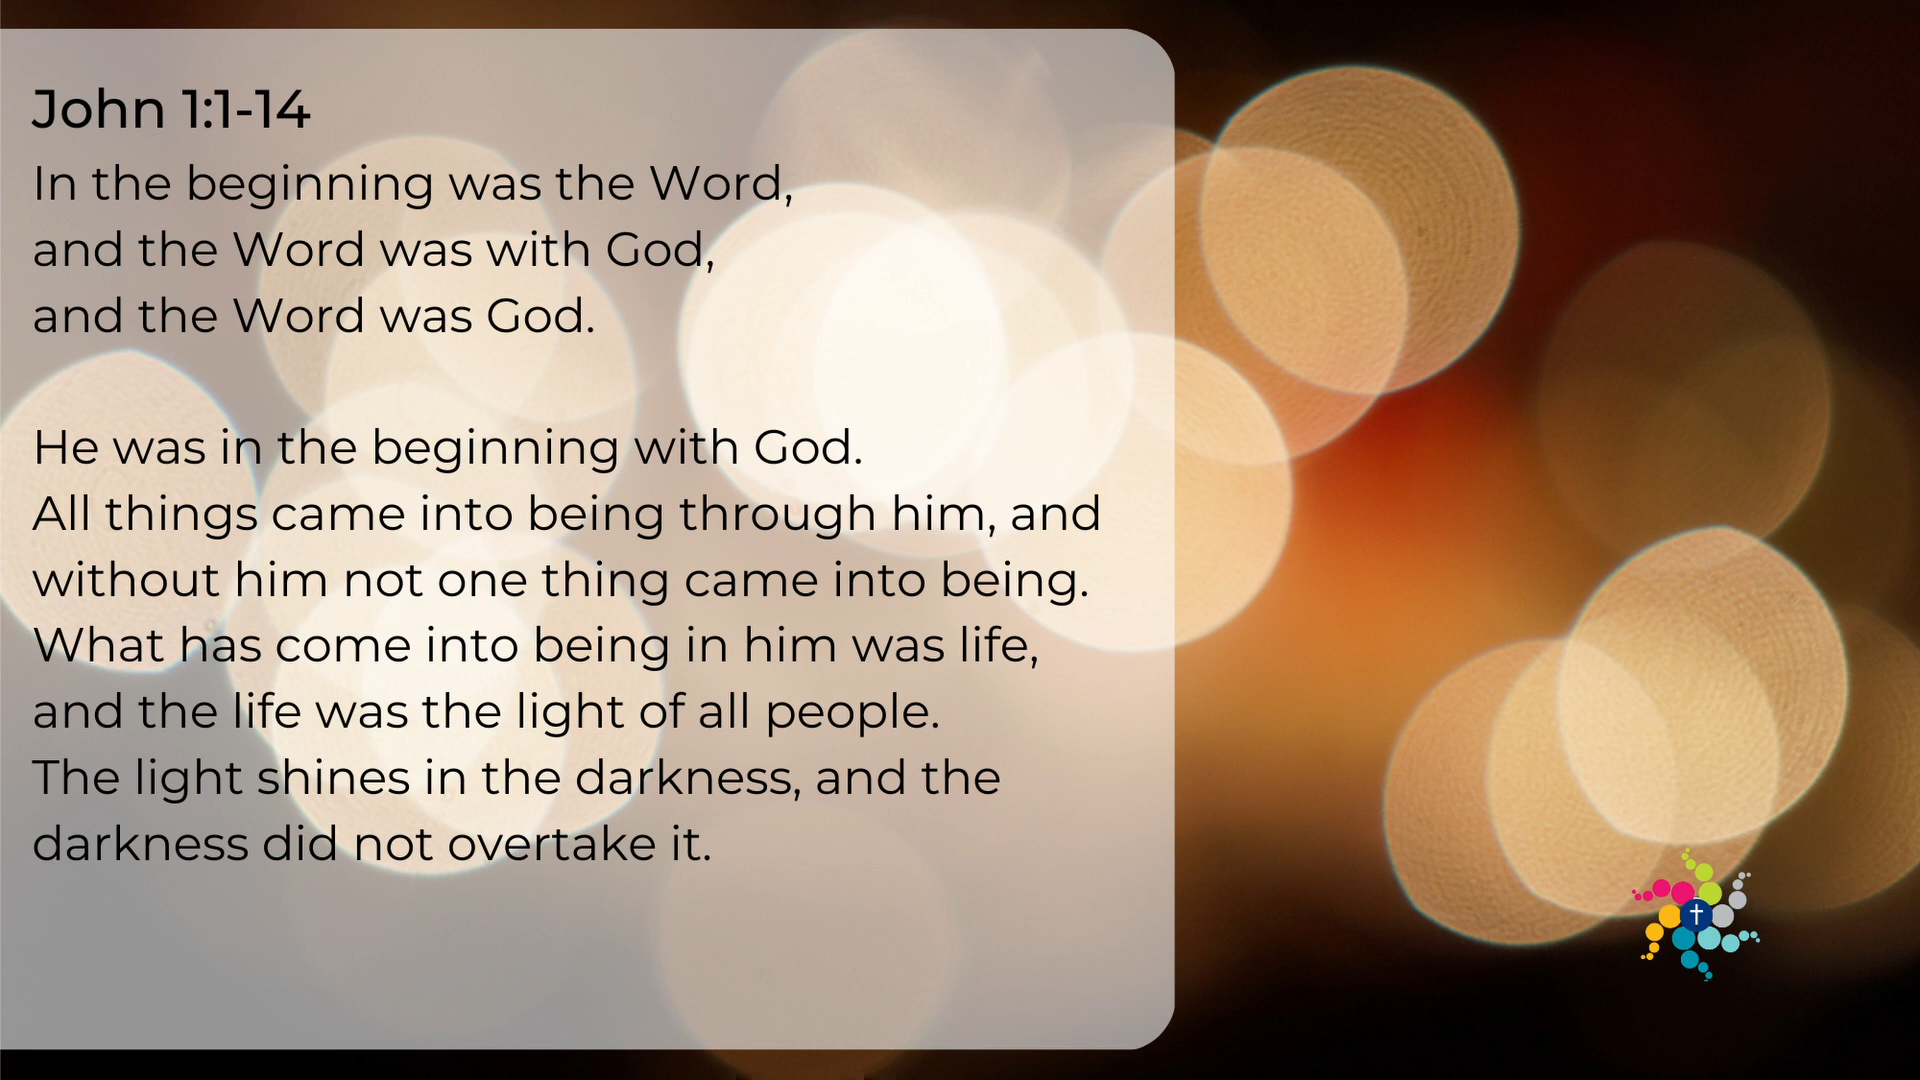 John 1:1-14
In the beginning was the Word,
and the Word was with God,
and the Word was God.
He was in the beginning with God.
All things came into being through him, and
without him not one thing came into being.
What has come into being in him was life,
and the life was the light of all people.
The light shines in the darkness, and the
darkness did not overtake it.